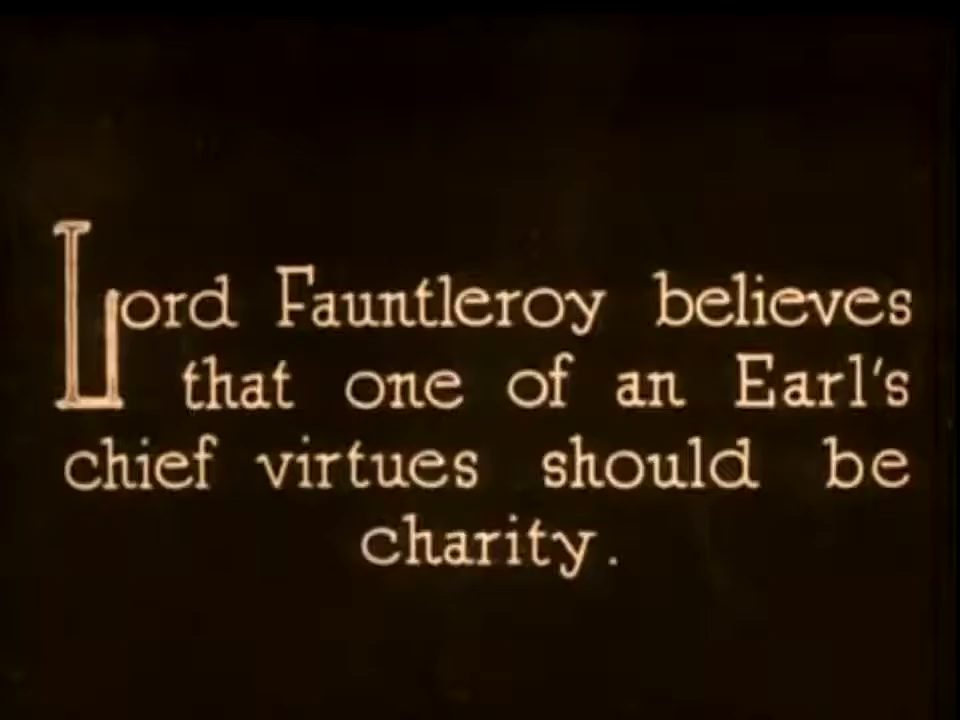 Lord Fauntleroy believes
that one of an Earl's
chief virtues should be
charity.